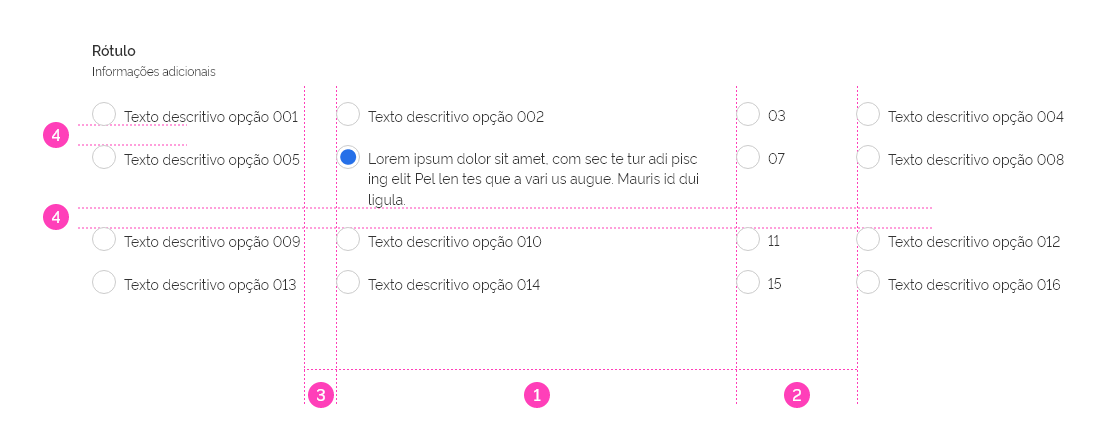 Rótulo
Informações adicionais
Texto descritivo opção 001
Texto descritivo opção 002
03
Texto descritivo opção 004
4
Texto descritivo opção 005
Lorem ipsum dolor sit amet, com sec te tur adi pisc
ing elit Pel len tes que a vari us augue. Mauris id dui
ligula.
07
Texto descritivo opção 008
4
Texto descritivo opção 009
Texto descritivo opção 010
11
Texto descritivo opção 012
Texto descritivo opção 013
Texto descritivo opção 014
15
Texto descritivo opção 016
3
1
2